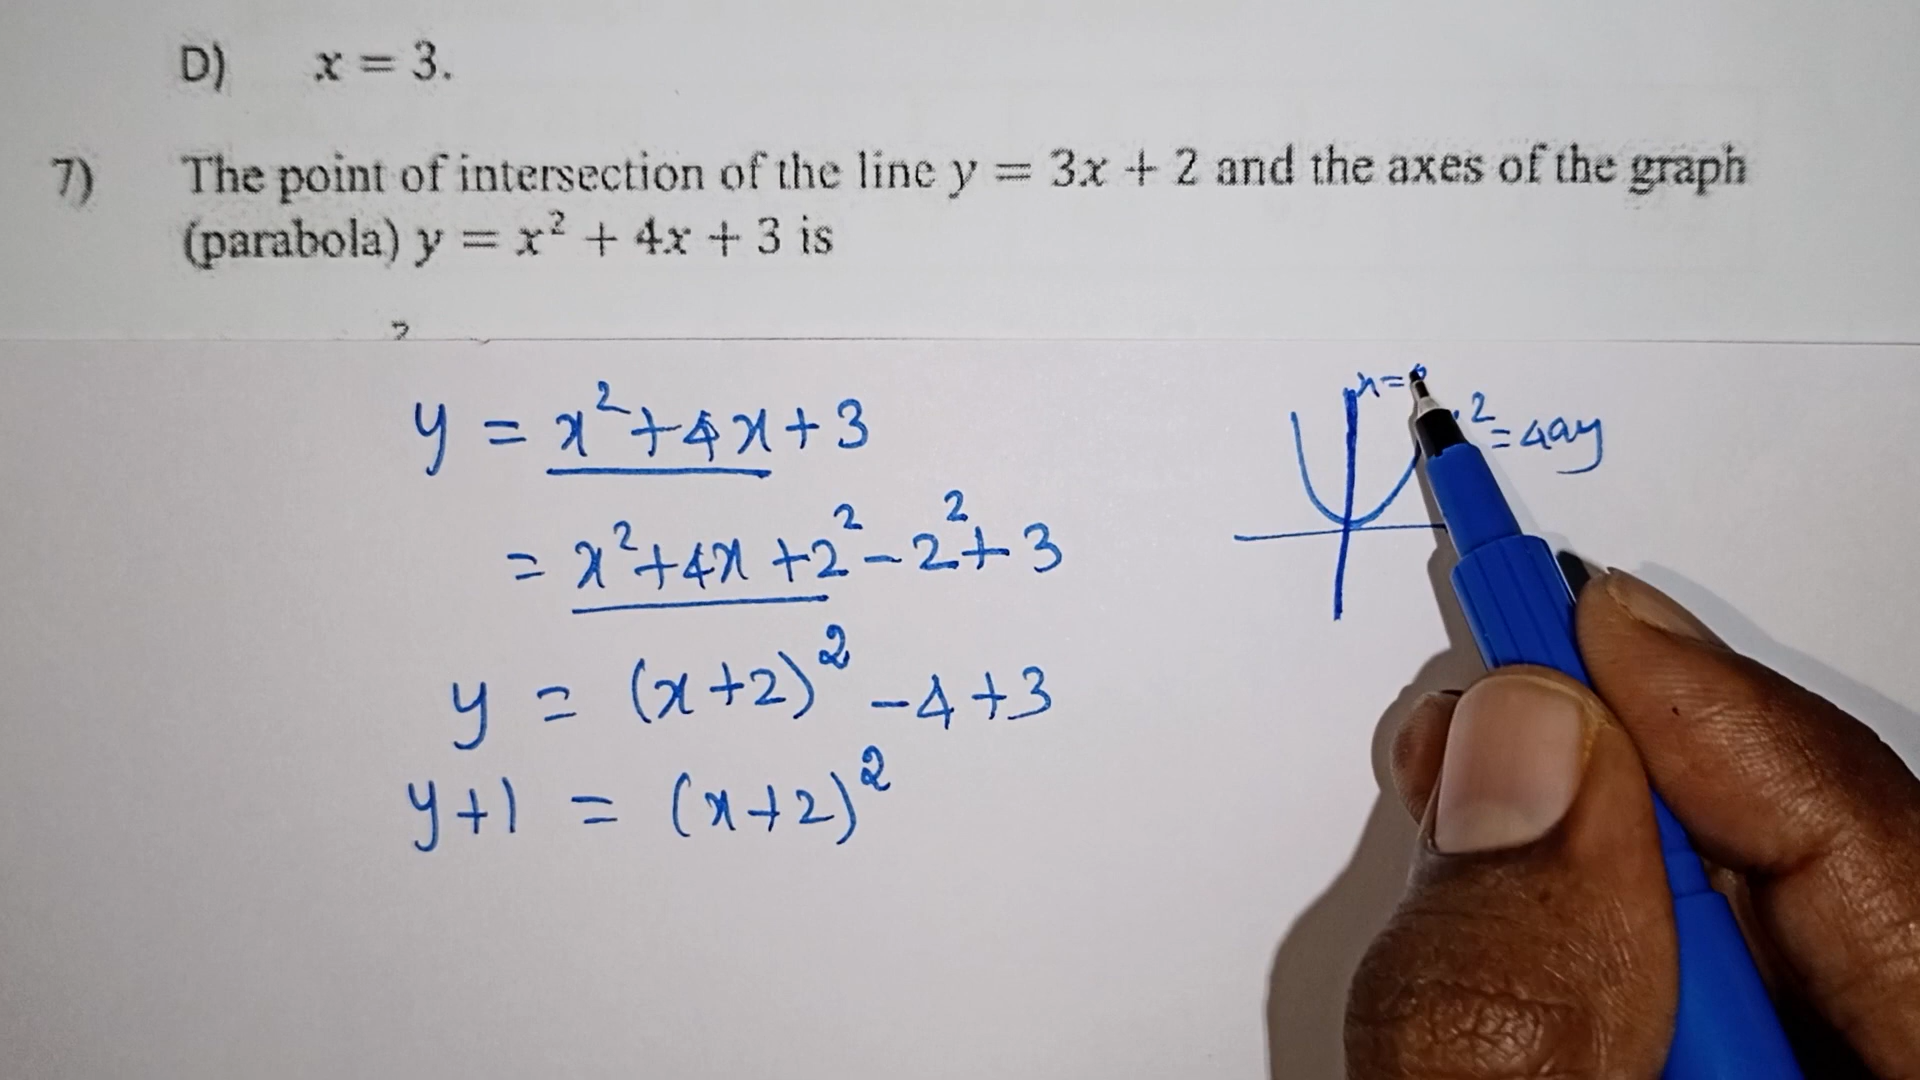 D) x = 3.
7) The point of intersection of the line y = 3x + 2 and the axes of the graph
(parabola) y = x² + 4x + 3 is
y = x² + 4x + 3
= x² + 4x + 2² - 2² + 3
y = (x + 2)² - 4 + 3
y + 1 = (x + 2)²
x =
² = 4ay